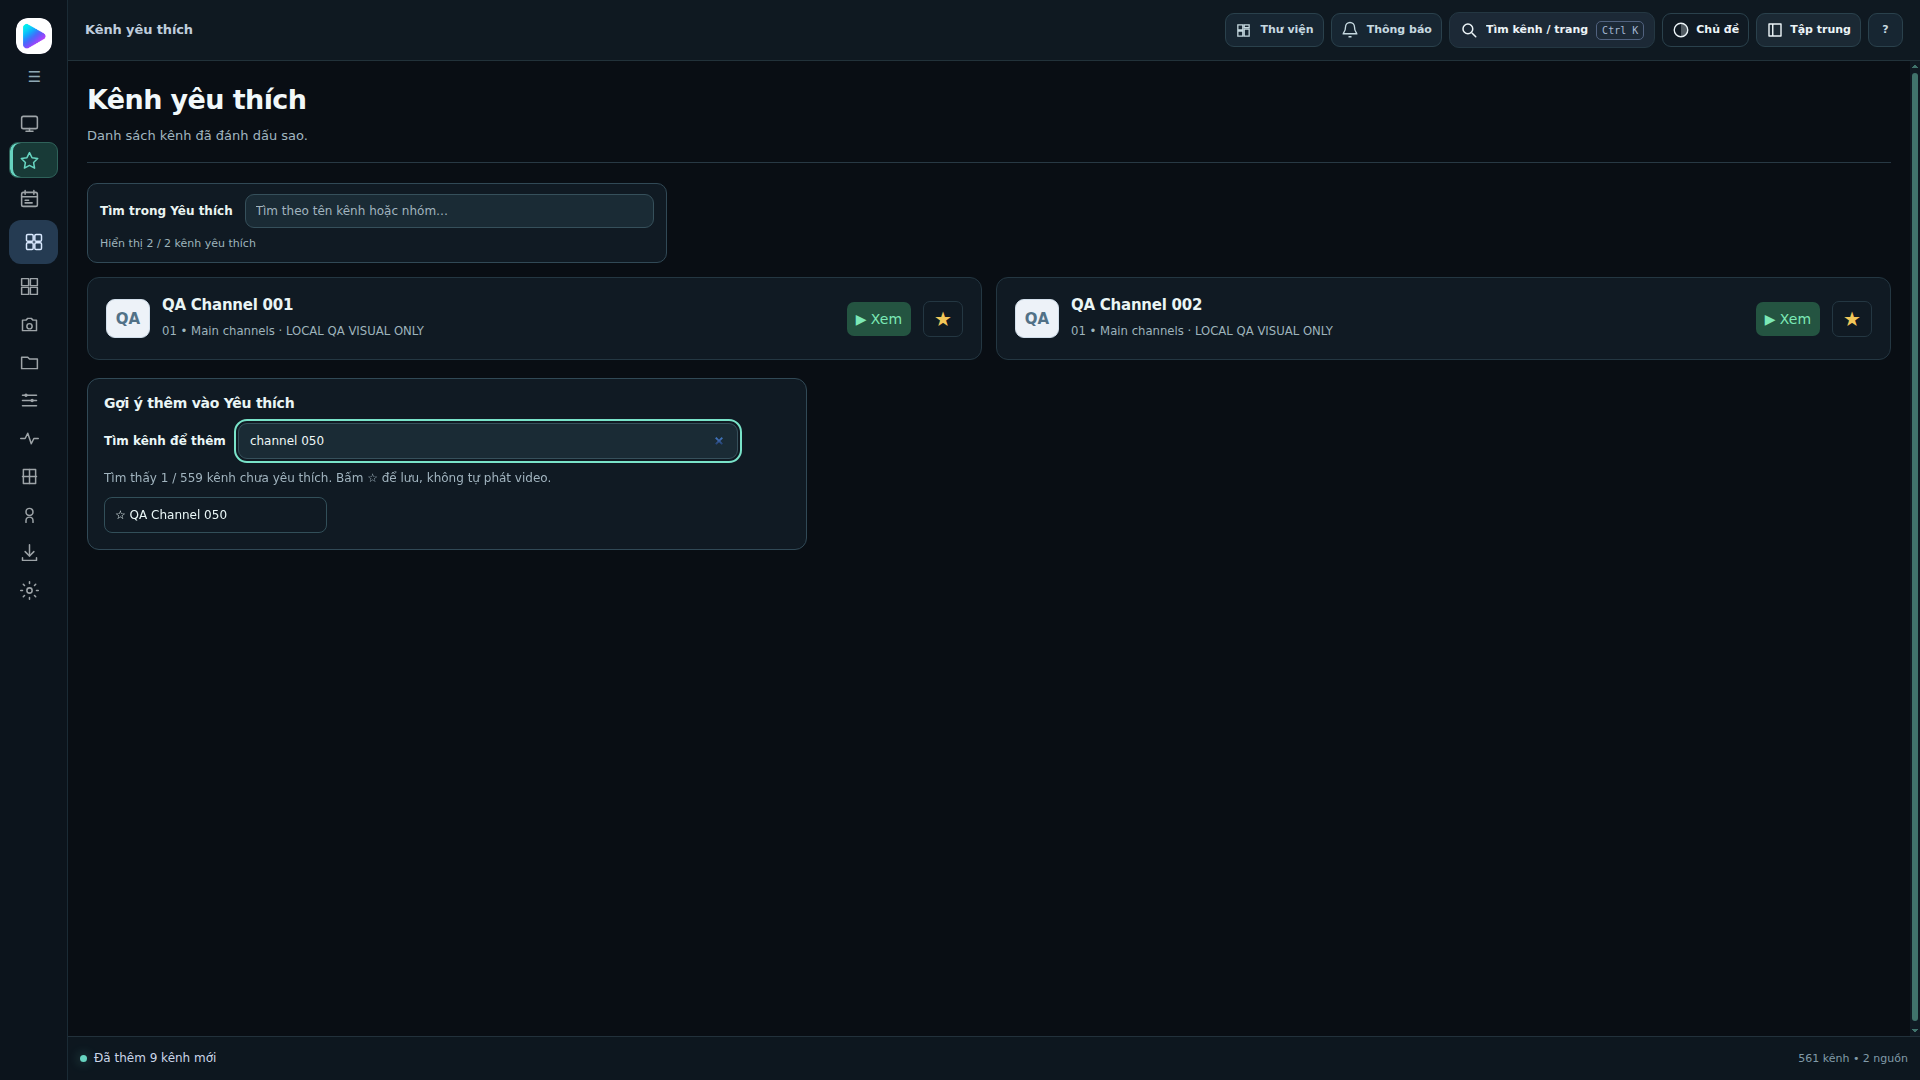 Kênh yêu thích
Thư viện
Thông báo
Tìm kênh / trang Ctrl K
Chủ đề
Tập trung
?
Kênh yêu thích
Danh sách kênh đã đánh dấu sao.
Tìm trong Yêu thích
Tìm theo tên kênh hoặc nhóm...
Hiển thị 2 / 2 kênh yêu thích
QA
QA Channel 001
01 • Main channels · LOCAL QA VISUAL ONLY
▶ Xem
★
QA
QA Channel 002
01 • Main channels · LOCAL QA VISUAL ONLY
▶ Xem
★
Gợi ý thêm vào Yêu thích
Tìm kênh để thêm
channel 050
Tìm thấy 1 / 559 kênh chưa yêu thích. Bấm ☆ để lưu, không tự phát video.
☆ QA Channel 050
Đã thêm 9 kênh mới
561 kênh • 2 nguồn